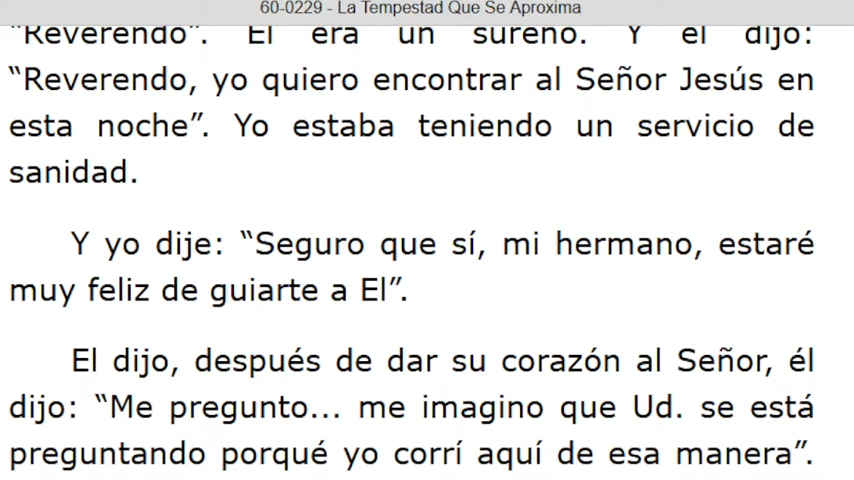 60-0229 - La Tempestad Que Se Aproxima
“Reverendo”. El era un sureño. Y él dijo:
“Reverendo, yo quiero encontrar al Señor Jesús en
esta noche”. Yo estaba teniendo un servicio de
sanidad.
Y yo dije: “Seguro que sí, mi hermano, estaré
muy feliz de guiarte a El”.
El dijo, después de dar su corazón al Señor, él
dijo: “Me pregunto... me imagino que Ud. se está
preguntando porqué yo corrí aquí de esa manera”.